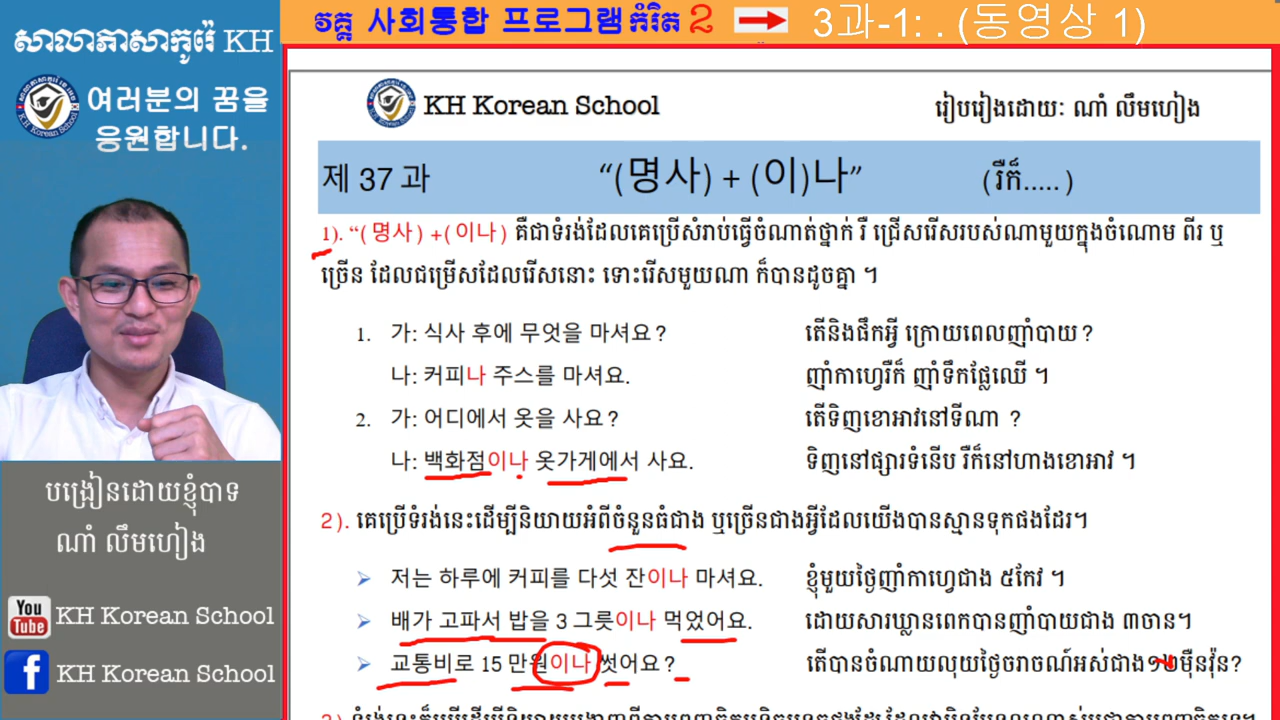 វគ្គ 사회통합 프로그램 កំរិត 2 → 3과-1: . (동영상 1)
សាលាភាសាកូរ៉េ KH
여러분의 꿈을
응원합니다.
KH Korean School
រៀបរៀងដោយ: ណាំ លឹមហៀង
제 37 과 “(명사) + (이)나” (រឺក៏.....)
1). “(명사) +(이나) គឺជាទំរង់ដែលគេប្រើសំរាប់ធ្វើចំណាត់ថ្នាក់ រឺ ជ្រើសរើសរបស់ណាមួយក្នុងចំណោម ពីរ ឬ
ច្រើន ដែលជម្រើសដែលរើសនោះ ទោះរើសមួយណា ក៏បានដូចគ្នា ។
1. 가: 식사 후에 무엇을 마셔요? តើនិងផឹកអ្វី ក្រោយពេលញ៉ាំបាយ ?
나: 커피나 주스를 마셔요. ញ៉ាំកាហ្វេរឺក៏ ញ៉ាំទឹកផ្លែឈើ ។
2. 가: 어디에서 옷을 사요? តើទិញខោអាវនៅទីណា ?
나: 백화점이나 옷가게에서 사요. ទិញនៅផ្សារទំនើប រឺក៏នៅហាងខោអាវ ។
2). គេប្រើទំរង់នេះដើម្បីនិយាយអំពីចំនួនធំជាង ឬច្រើនជាងអ្វីដែលយើងបានស្មានទុកផងដែរ។
➢ 저는 하루에 커피를 다섯 잔이나 마셔요. ខ្ញុំមួយថ្ងៃញ៉ាំកាហ្វេជាង ៥កែវ ។
➢ 배가 고파서 밥을 3 그릇이나 먹었어요. ដោយសារឃ្លានពេកបានញ៉ាំបាយជាង ៣ចាន។
➢ 교통비로 15 만원이나 썼어요? តើបានចំណាយលុយថ្ងៃចរាចណ៍អស់ជាង១២ម៉ឺនវ៉ុន?
បង្រៀនដោយខ្ញុំបាទ
ណាំ លឹមហៀង
You Tube KH Korean School
f KH Korean School